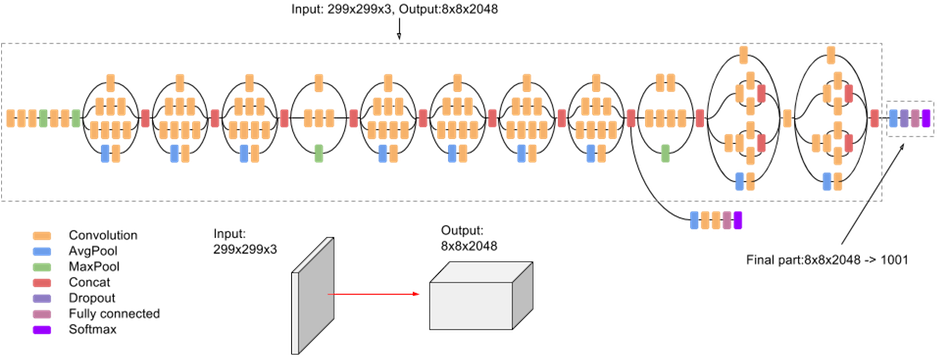 Input: 299x299x3, Output:8x8x2048
Input:
299x299x3
Output:
8x8x2048
Final part:8x8x2048 -> 1001
Convolution
AvgPool
MaxPool
Concat
Dropout
Fully connected
Softmax